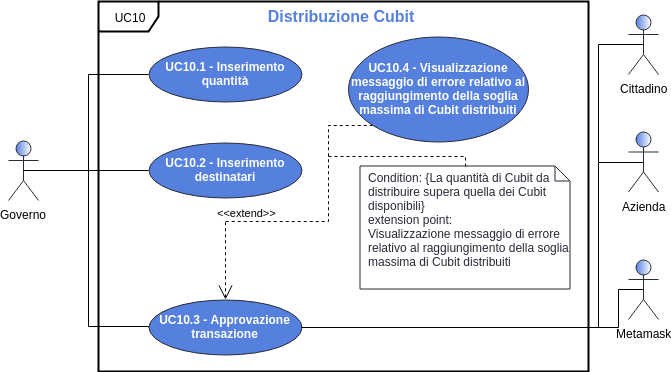 UC10
Distribuzione Cubit
UC10.1 - Inserimento
quantità
UC10.4 - Visualizzazione
messaggio di errore relativo al
raggiungimento della soglia
massima di Cubit distribuiti
Cittadino
Governo
UC10.2 - Inserimento
destinatari
Condition: {La quantità di Cubit da
distribuire supera quella dei Cubit
disponibili}
extension point:
Visualizzazione messaggio di errore
relativo al raggiungimento della soglia
massima di Cubit distribuiti
Azienda
<<extend>>
UC10.3 - Approvazione
transazione
Metamask